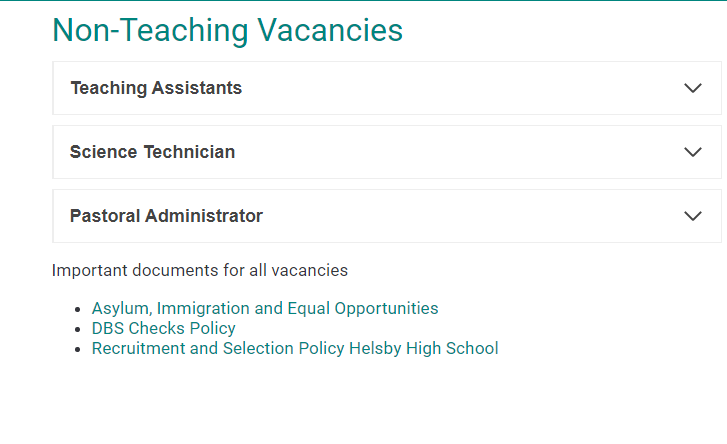 Non-Teaching Vacancies
Teaching Assistants
Science Technician
Pastoral Administrator
Important documents for all vacancies
Asylum, Immigration and Equal Opportunities
DBS Checks Policy
Recruitment and Selection Policy Helsby High School